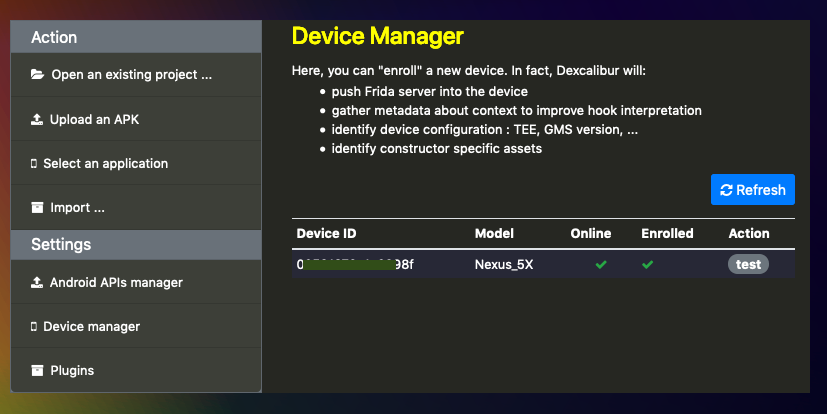 Action
Open an existing project ...
Upload an APK
Select an application
Import ...
Settings
Android APIs manager
Device manager
Plugins
Device Manager
Here, you can "enroll" a new device. In fact, Dexcalibur will:
push Frida server into the device
gather metadata about context to improve hook interpretation
identify device configuration : TEE, GMS version, ...
identify constructor specific assets
Refresh
Device ID Model Online Enrolled Action
Nexus_5X test